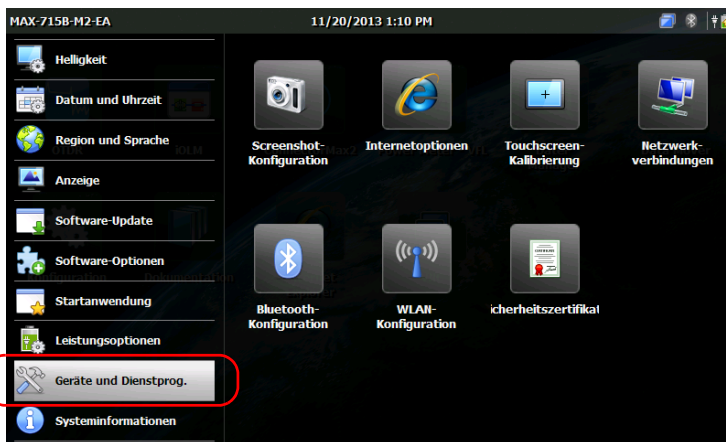 MAX-715B-M2-EA
11/20/2013 1:10 PM
Helligkeit
Datum und Uhrzeit
Region und Sprache
Anzeige
Software-Update
Software-Optionen
Startanwendung
Leistungsoptionen
Geräte und Dienstprog.
Systeminformationen
Screenshot-
Konfiguration
Internetoptionen
Touchscreen-
Kalibrierung
Netzwerk-
verbindungen
Bluetooth-
Konfiguration
WLAN-
Konfiguration
icherheitszertifikat